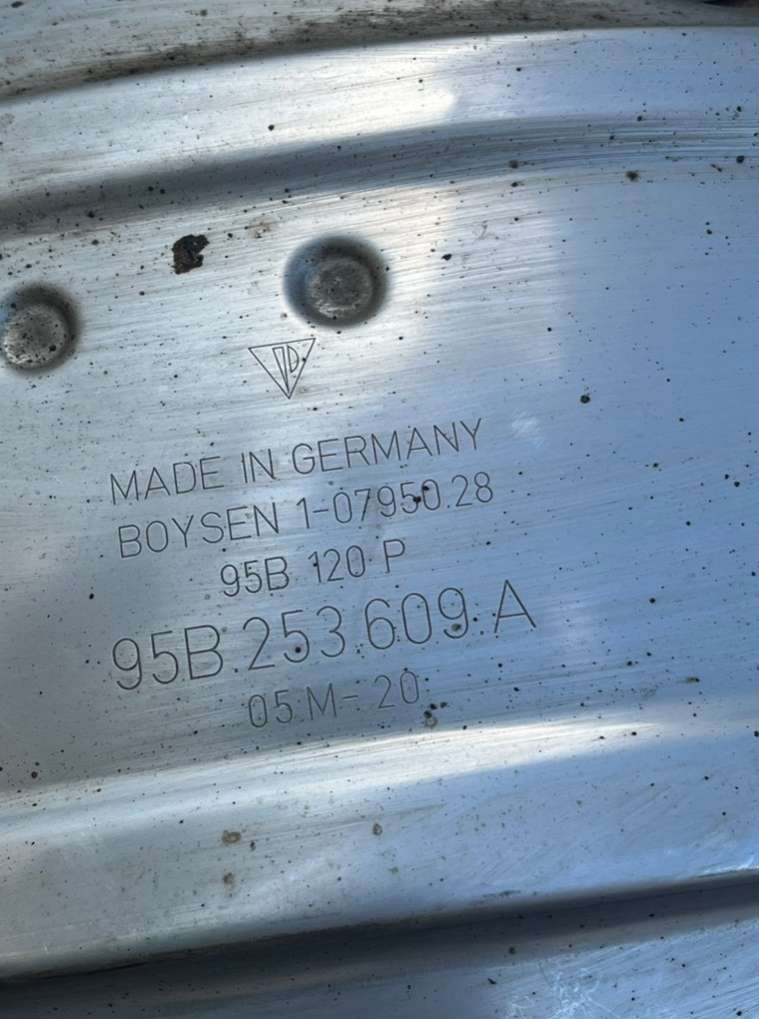 MADE IN GERMANY
BOYSEN 1-07950.28
95B 120 P
95B.253.609.A
05.M-20